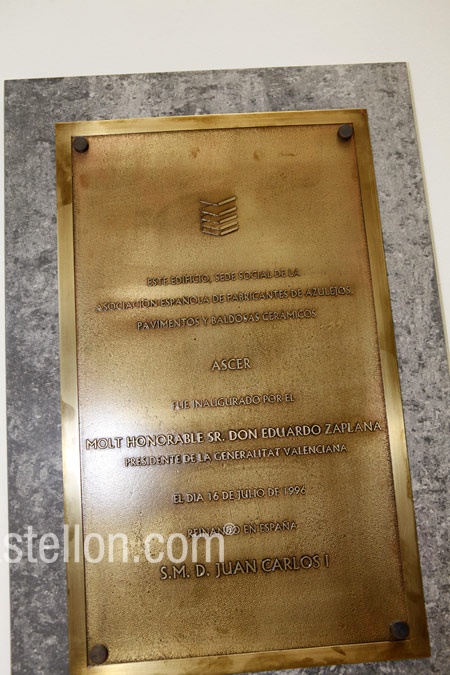 ESTE EDIFICIO, SEDE SOCIAL DE LA
ASOCIACIÓN ESPAÑOLA DE FABRICANTES DE AZULEJOS,
PAVIMENTOS Y BALDOSAS CERÁMICOS
ASCER
FUE INAUGURADO POR EL
MOLT HONORABLE SR. DON EDUARDO ZAPLANA
PRESIDENTE DE LA GENERALITAT VALENCIANA
EL DIA 16 DE JULIO DE 1996
REINANDO EN ESPAÑA
astellon.com®
S.M. D. JUAN CARLOS I